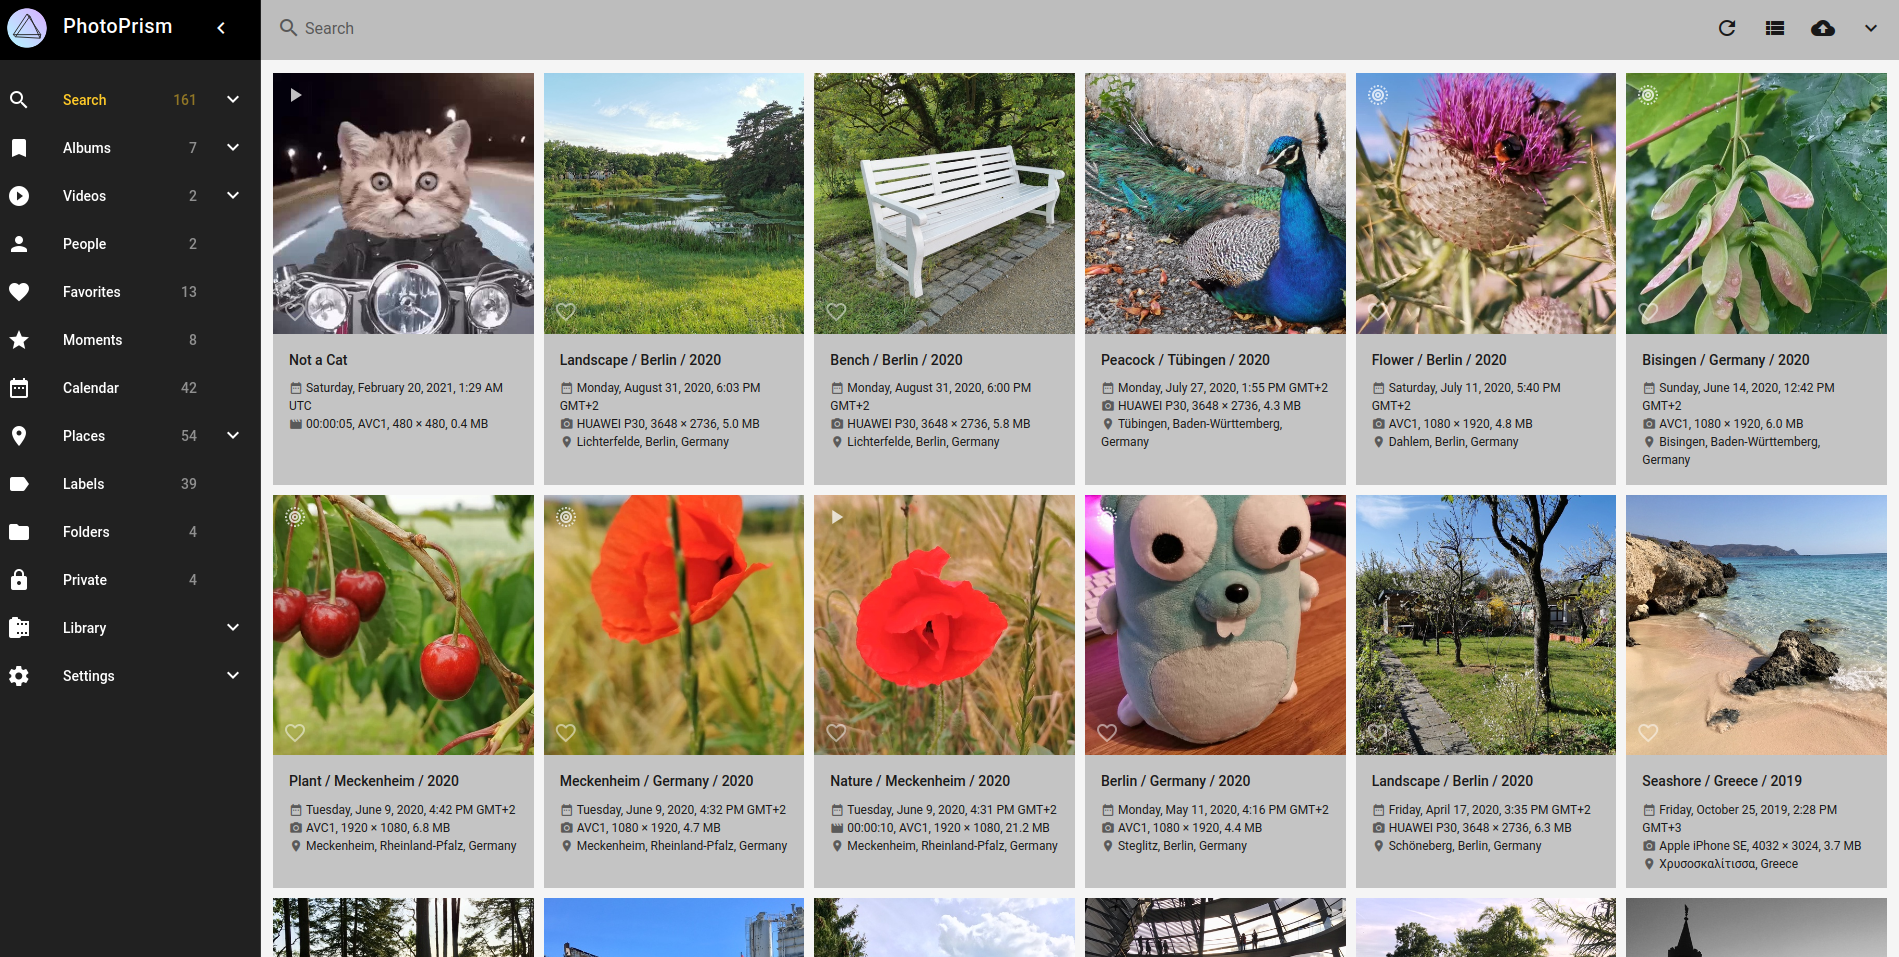 PhotoPrism
Search
Search 161
Albums 7
Videos 2
People 2
Favorites 13
Moments 8
Calendar 42
Places 54
Labels 39
Folders 4
Private 4
Library
Settings
Not a Cat
Saturday, February 20, 2021, 1:29 AM
UTC
00:00:05, AVC1, 480 × 480, 0.4 MB
Landscape / Berlin / 2020
Monday, August 31, 2020, 6:03 PM
GMT+2
HUAWEI P30, 3648 × 2736, 5.0 MB
Lichterfelde, Berlin, Germany
Bench / Berlin / 2020
Monday, August 31, 2020, 6:00 PM
GMT+2
HUAWEI P30, 3648 × 2736, 5.8 MB
Lichterfelde, Berlin, Germany
Peacock / Tübingen / 2020
Monday, July 27, 2020, 1:55 PM GMT+2
HUAWEI P30, 3648 × 2736, 4.3 MB
Tübingen, Baden-Württemberg,
Germany
Flower / Berlin / 2020
Saturday, July 11, 2020, 5:40 PM
GMT+2
AVC1, 1080 × 1920, 4.8 MB
Dahlem, Berlin, Germany
Bisingen / Germany / 2020
Sunday, June 14, 2020, 12:42 PM
GMT+2
AVC1, 1080 × 1920, 6.0 MB
Bisingen, Baden-Württemberg,
Germany
Plant / Meckenheim / 2020
Tuesday, June 9, 2020, 4:42 PM GMT+2
AVC1, 1920 × 1080, 6.8 MB
Meckenheim, Rheinland-Pfalz, Germany
Meckenheim / Germany / 2020
Tuesday, June 9, 2020, 4:32 PM GMT+2
AVC1, 1080 × 1920, 4.7 MB
Meckenheim, Rheinland-Pfalz, Germany
Nature / Meckenheim / 2020
Tuesday, June 9, 2020, 4:31 PM GMT+2
00:00:10, AVC1, 1920 × 1080, 21.2 MB
Meckenheim, Rheinland-Pfalz, Germany
Berlin / Germany / 2020
Monday, May 11, 2020, 4:16 PM GMT+2
AVC1, 1080 × 1920, 4.4 MB
Steglitz, Berlin, Germany
Landscape / Berlin / 2020
Friday, April 17, 2020, 3:35 PM GMT+2
HUAWEI P30, 3648 × 2736, 6.3 MB
Schöneberg, Berlin, Germany
Seashore / Greece / 2019
Friday, October 25, 2019, 2:28 PM
GMT+3
Apple iPhone SE, 4032 × 3024, 3.7 MB
Χρυσοσκαλίτισσα, Greece